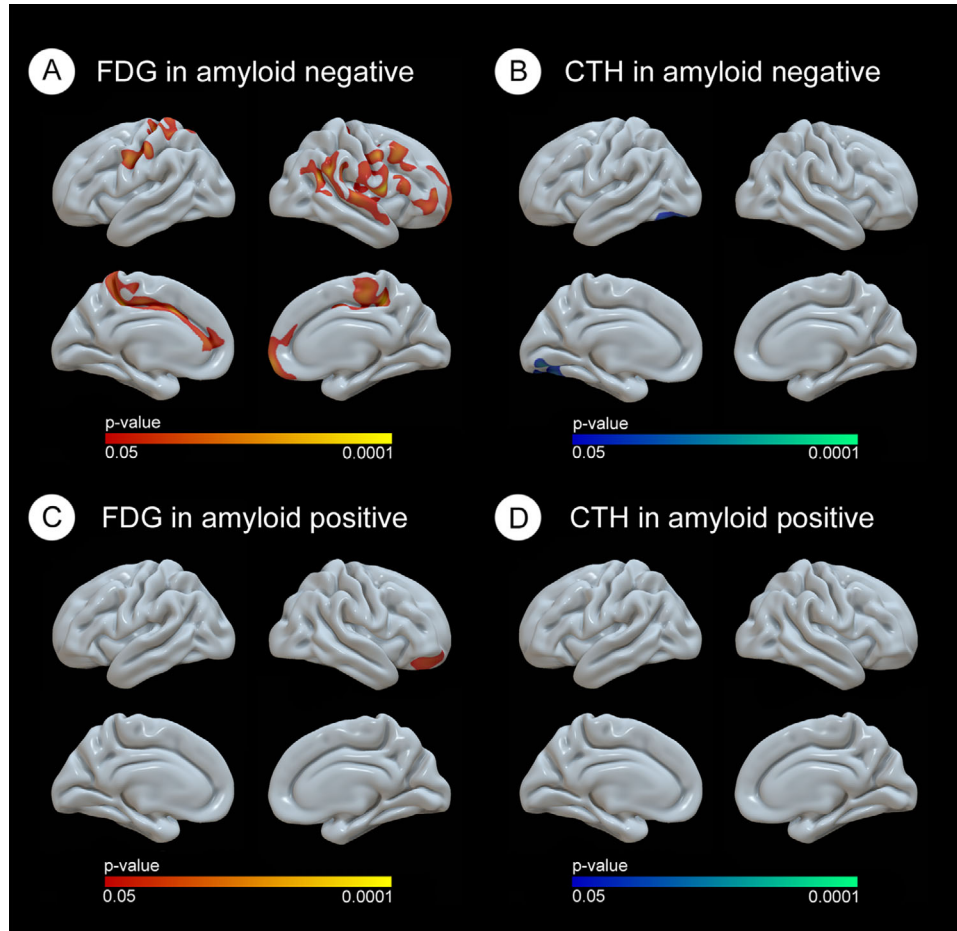 A FDG in amyloid negative
B CTH in amyloid negative
p-value
0.05 0.0001
p-value
0.05 0.0001
C FDG in amyloid positive
D CTH in amyloid positive
p-value
0.05 0.0001
p-value
0.05 0.0001